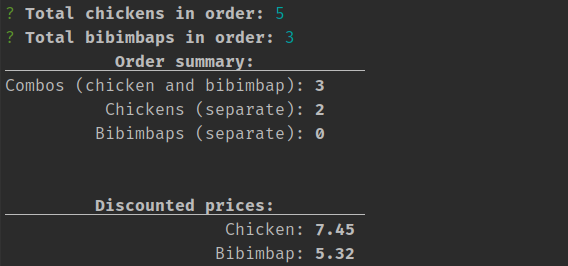 ? Total chickens in order: 5
? Total bibimbaps in order: 3
Order summary:
Combos (chicken and bibimbap): 3
Chickens (separate): 2
Bibimbaps (separate): 0
Discounted prices:
Chicken: 7.45
Bibimbap: 5.32